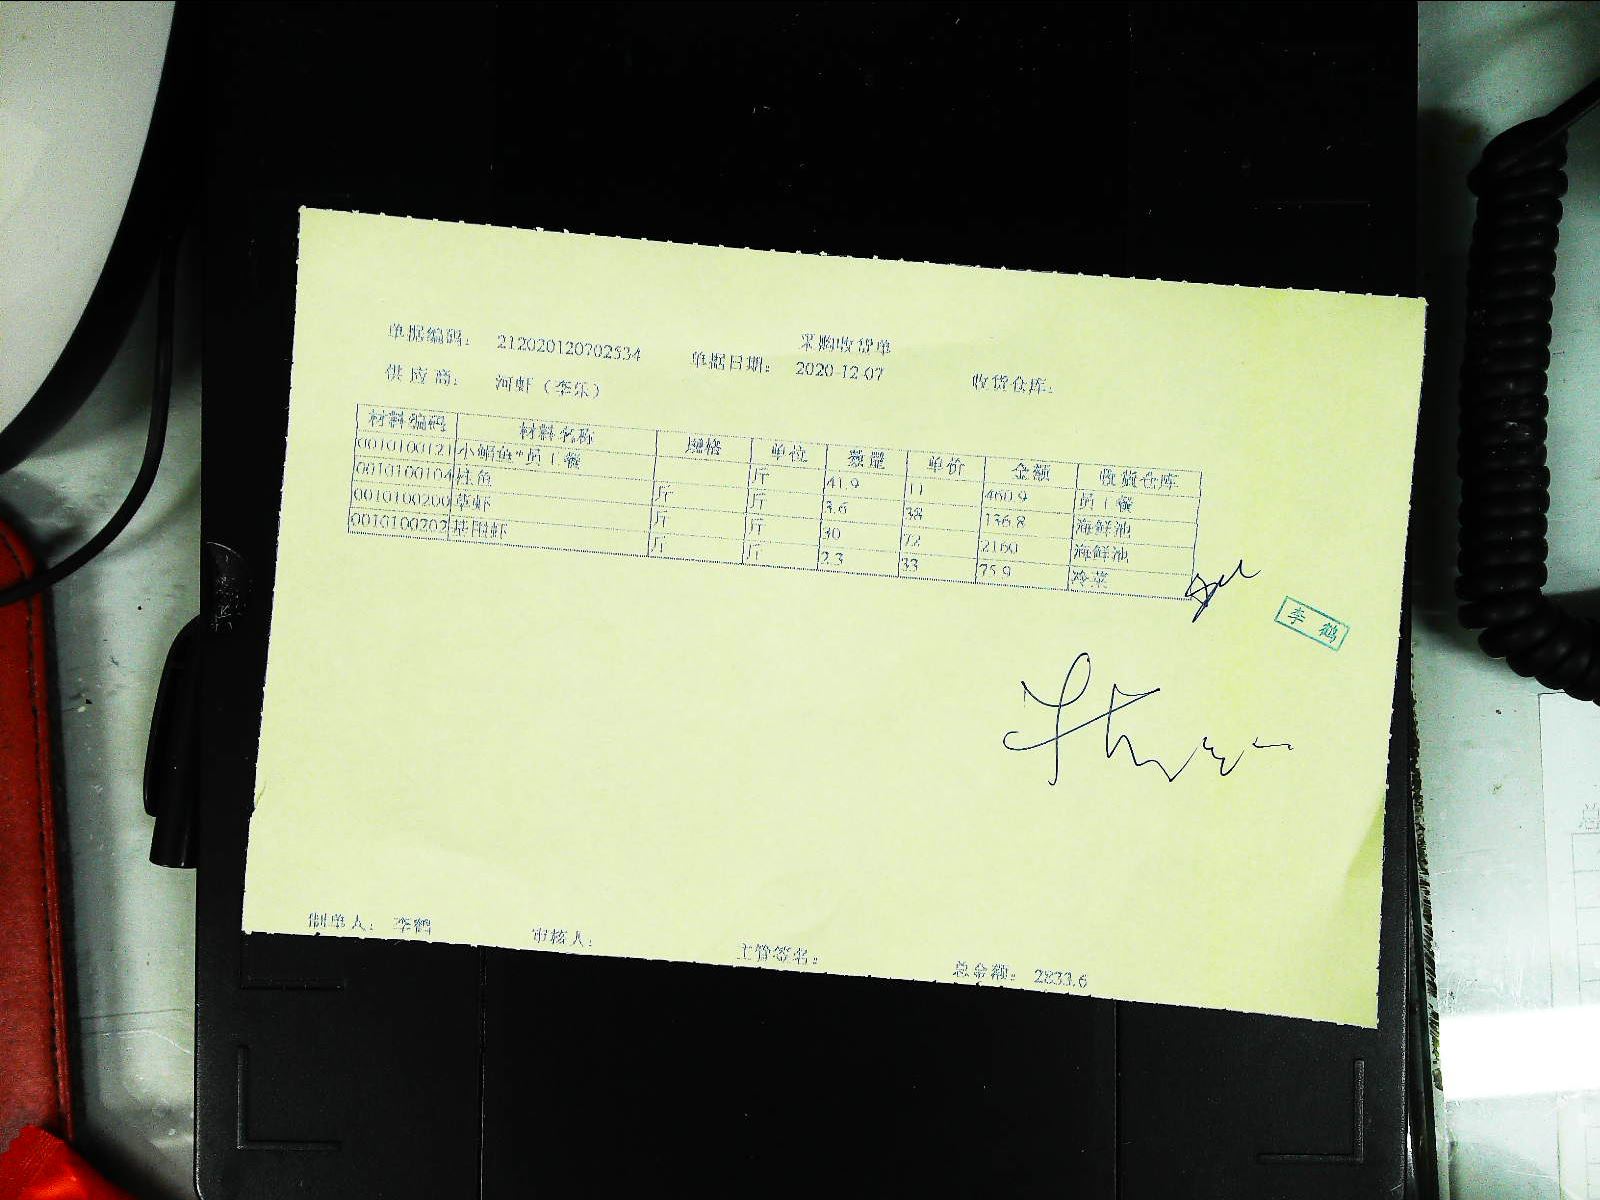 采购收货单
单据编码： 212020120702534 单据日期： 2020-12-07 收货仓库：
供 应 商： 河虾（李乐）
材料编码 材料名称 规格 单位 数量 单价 金额 收货仓库
0010100121 小鲳鱼*员工餐 斤 41.9 11 460.9 员工餐
0010100104 桂鱼 斤 斤 3.6 38 136.8 海鲜池
0010100200 草虾 斤 斤 30 72 2160 海鲜池
0010100202 基围虾 斤 斤 2.3 33 75.9 冷菜
李鹤
制单人： 李鹤 审核人： 主管签名： 总金额： 2833.6